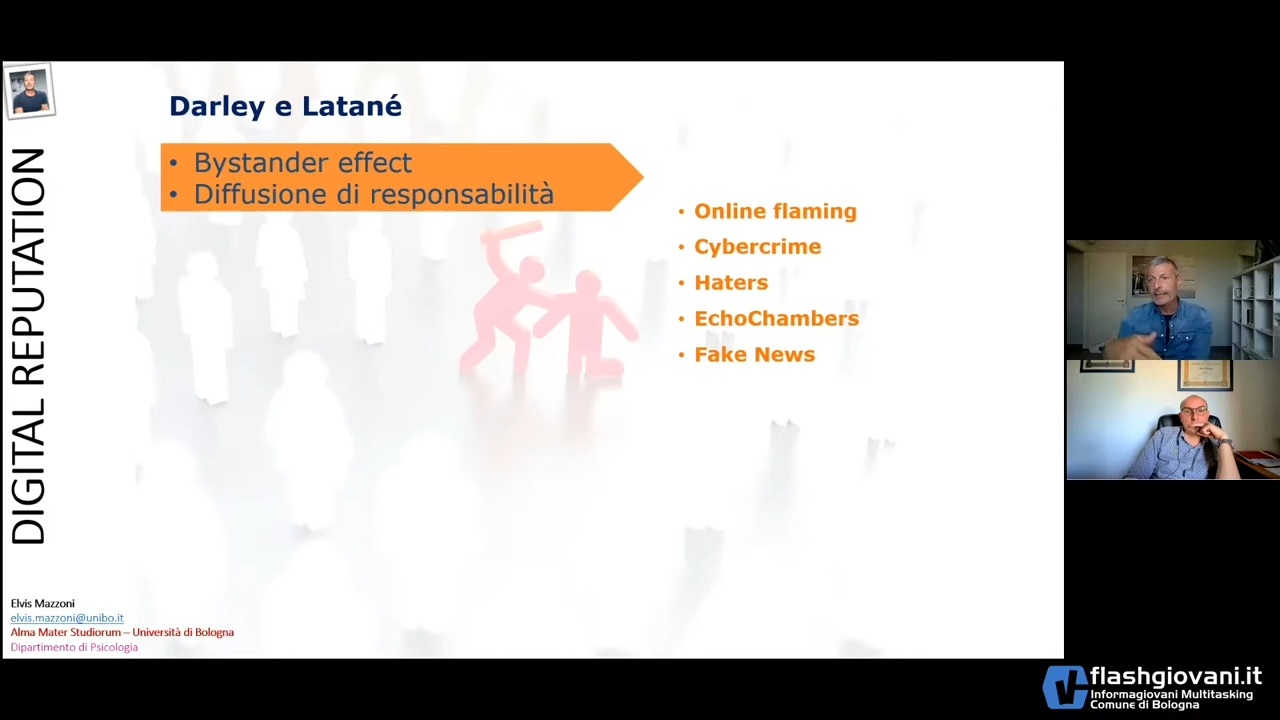 Darley e Latané
• Bystander effect
• Diffusione di responsabilità
• Online flaming
• Cybercrime
• Haters
• EchoChambers
• Fake News
DIGITAL REPUTATION
Elvis Mazzoni
elvis.mazzoni@unibo.it
Alma Mater Studiorum – Università di Bologna
Dipartimento di Psicologia
flashgiovani.it
Informagiovani Multitasking
Comune di Bologna